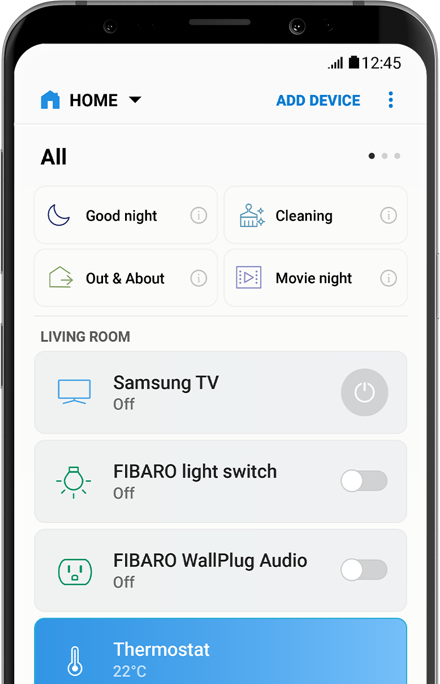 12:45
HOME
ADD DEVICE
All
Good night
Cleaning
Out & About
Movie night
LIVING ROOM
Samsung TV
Off
FIBARO light switch
Off
FIBARO WallPlug Audio
Off
Thermostat
22°C